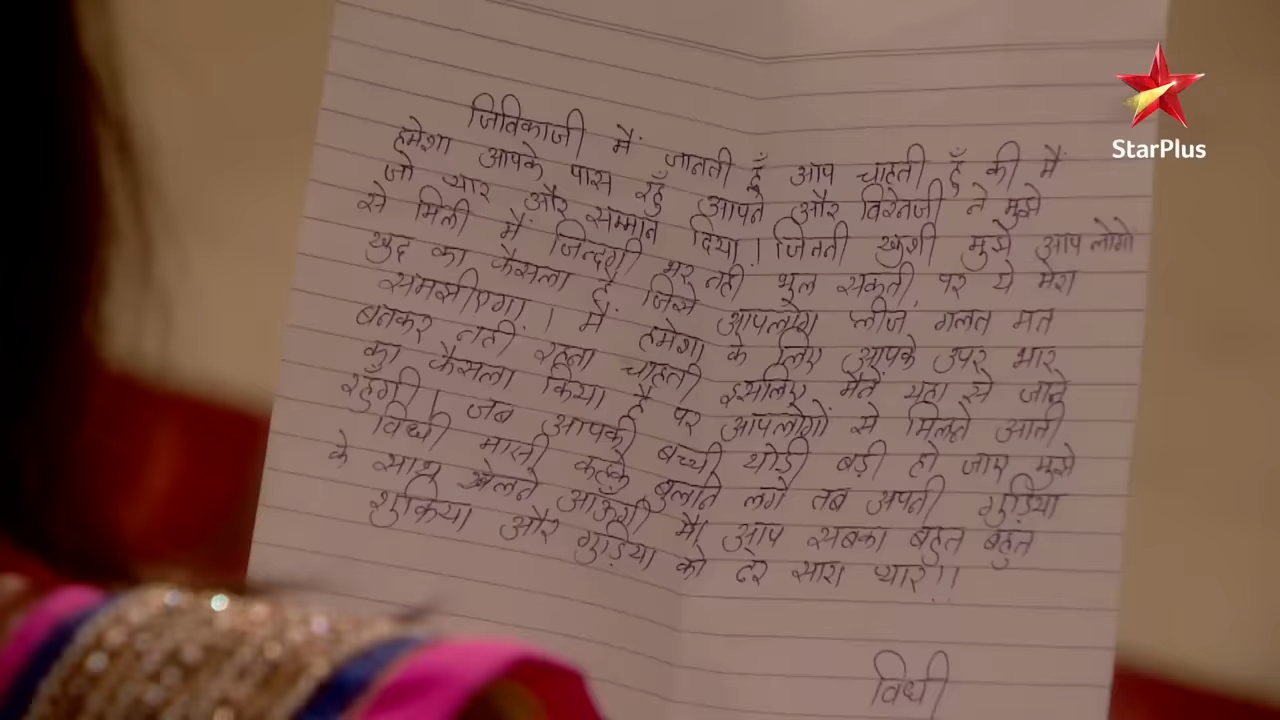 जिविकाजी मैं जानती हूँ आप चाहती हूँ की मैं
हमेशा आपके पास रहुँ आपने और विरेनजी ने मुझे
जो प्यार और सम्मान दिया। जितनी खुशी मुझे आपलोगों
से मिली मैं जिन्दगी भर नही भुल सकती, पर ये मेरा
खुद का फैसला है जिसे आपलोग प्लीज गलत मत
समझीएगा। मैं हमेशा के लिए आपके उपर भार
बनकर नही रहना चाहती इसलिए मैंने यहा से जाने
का फैसला किया है पर आपलोगों से मिलने आती
रहुंगी। जब आपकी बच्ची थोड़ी बड़ी हो जाए मुझे
विधी मासी कहके बुलाने लगे तब अपनी गुड़िया
के साथ खेलने आऊँगी मैं। आप सबका बहुत बहुत
शुक्रिया और गुड़िया को ढेर सारा प्यार!!
विधी
StarPlus